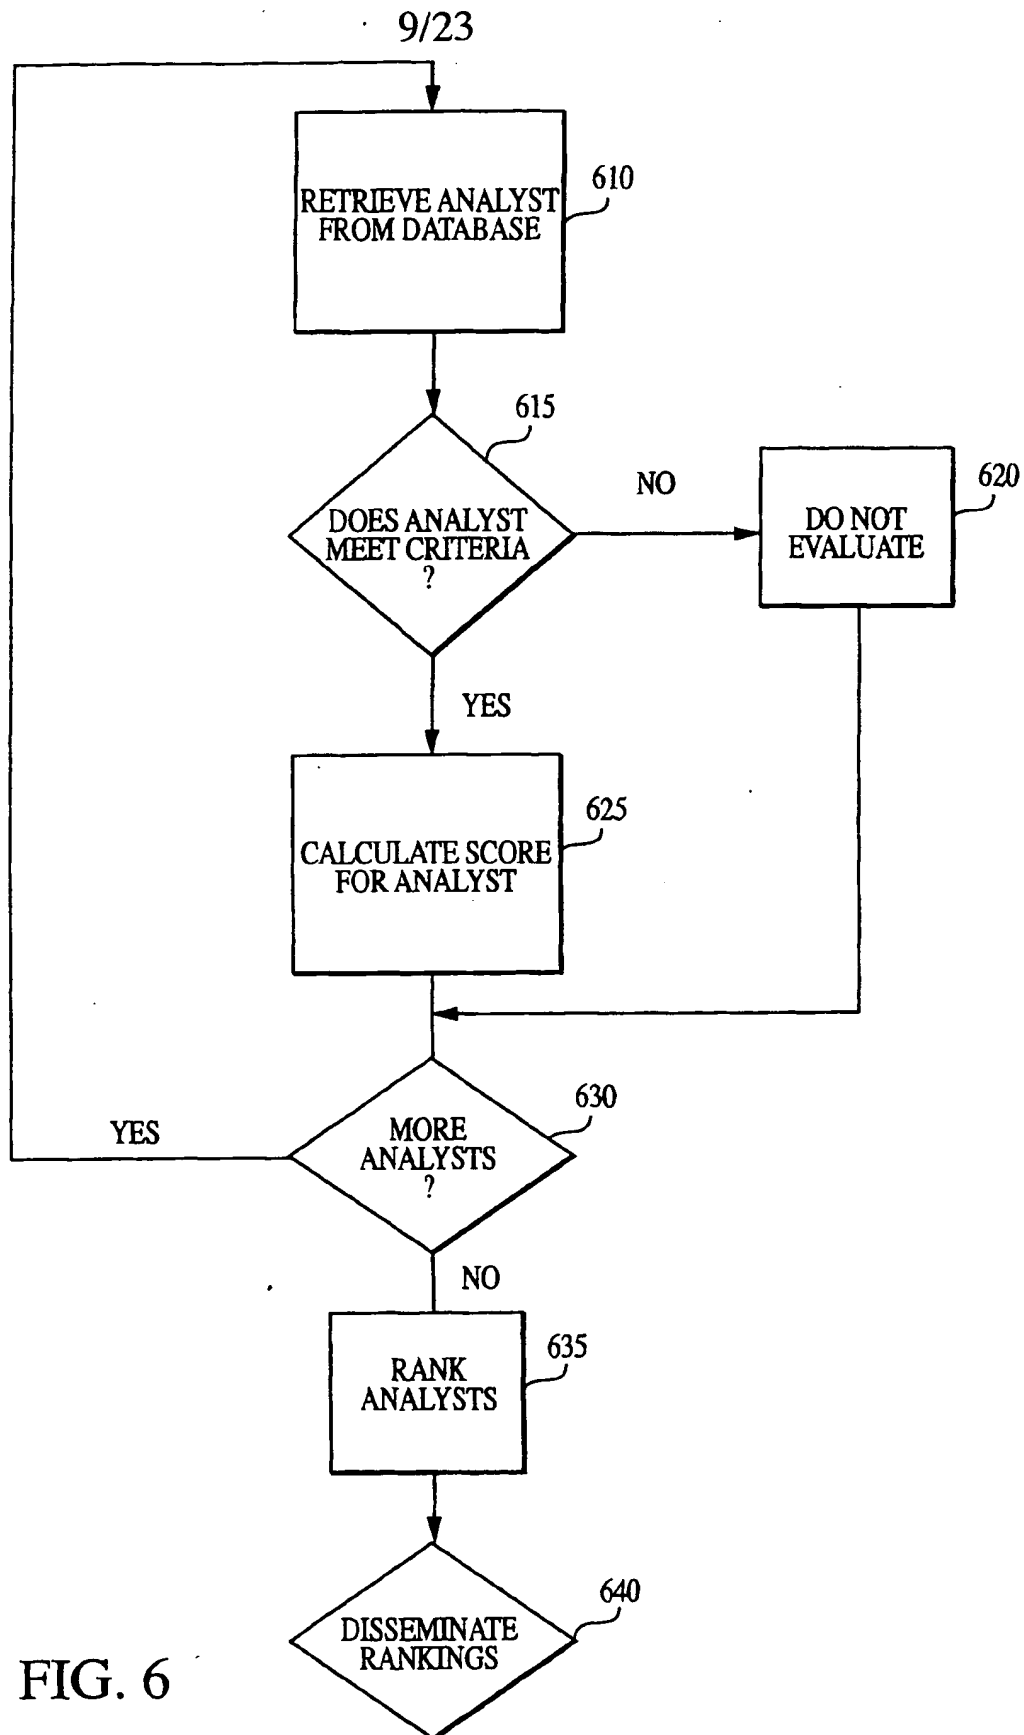 9/23
RETRIEVE ANALYST
FROM DATABASE
610
615
DOES ANALYST
MEET CRITERIA
?
NO
DO NOT
EVALUATE
620
YES
CALCULATE SCORE
FOR ANALYST
625
MORE
ANALYSTS
?
630
YES
NO
RANK
ANALYSTS
635
DISSEMINATE
RANKINGS
640
FIG. 6